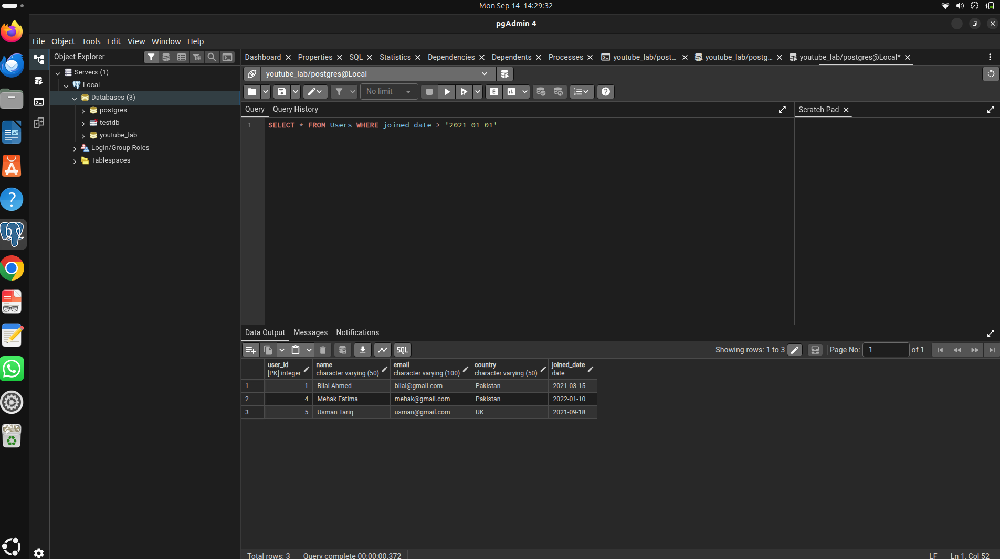 Mon Sep 14 14:29:32
pgAdmin 4
File Object Tools Edit View Window Help
Object Explorer
Dashboard Properties SQL Statistics Dependencies Dependents Processes youtube_lab/post... youtube_lab/postg... youtube_lab/postgres@Local*
Servers (1)
Local
Databases (3)
postgres
testdb
youtube_lab
Login/Group Roles
Tablespaces
youtube_lab/postgres@Local
No limit
E
Query Query History
Scratch Pad
1 SELECT * FROM Users WHERE joined_date > '2021-01-01'
Data Output Messages Notifications
SQL
Showing rows: 1 to 3 Page No: 1 of 1
user_id name email country joined_date
[PK] integer character varying (50) character varying (100) character varying (50) date
1 1 Bilal Ahmed bilal@gmail.com Pakistan 2021-03-15
2 4 Mehak Fatima mehak@gmail.com Pakistan 2022-01-10
3 5 Usman Tariq usman@gmail.com UK 2021-09-18
Total rows: 3 Query complete 00:00:00.372 LF Ln 1, Col 52